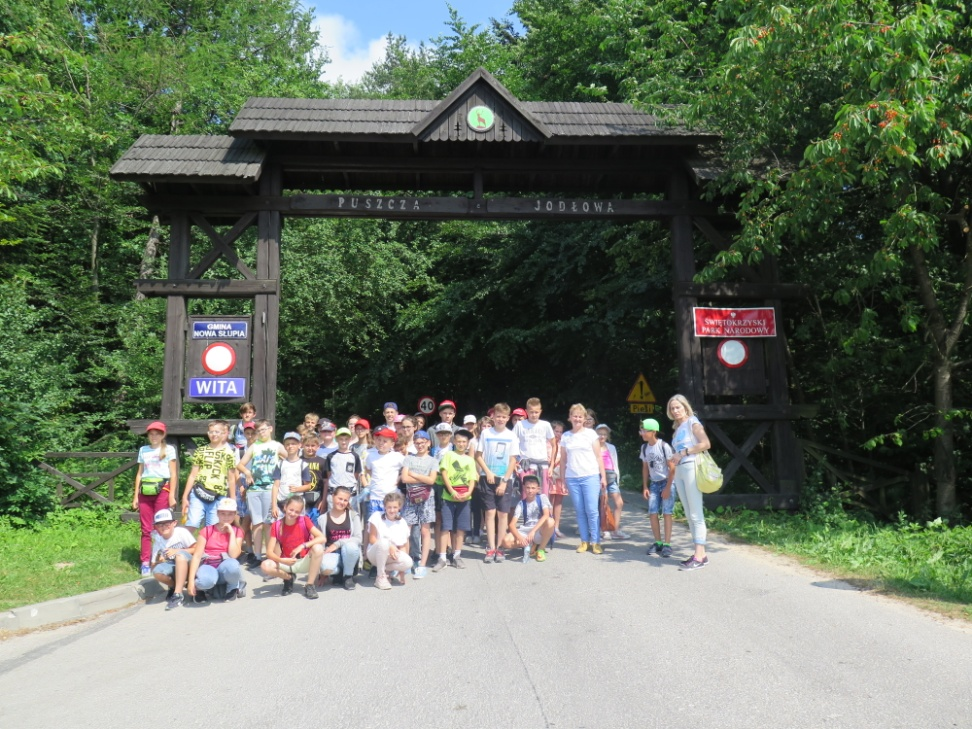 PUSZCZA JODŁOWA
GMINA
NOWA SŁUPIA
WITA
ŚWIĘTOKRZYSKI
PARK NARODOWY
40